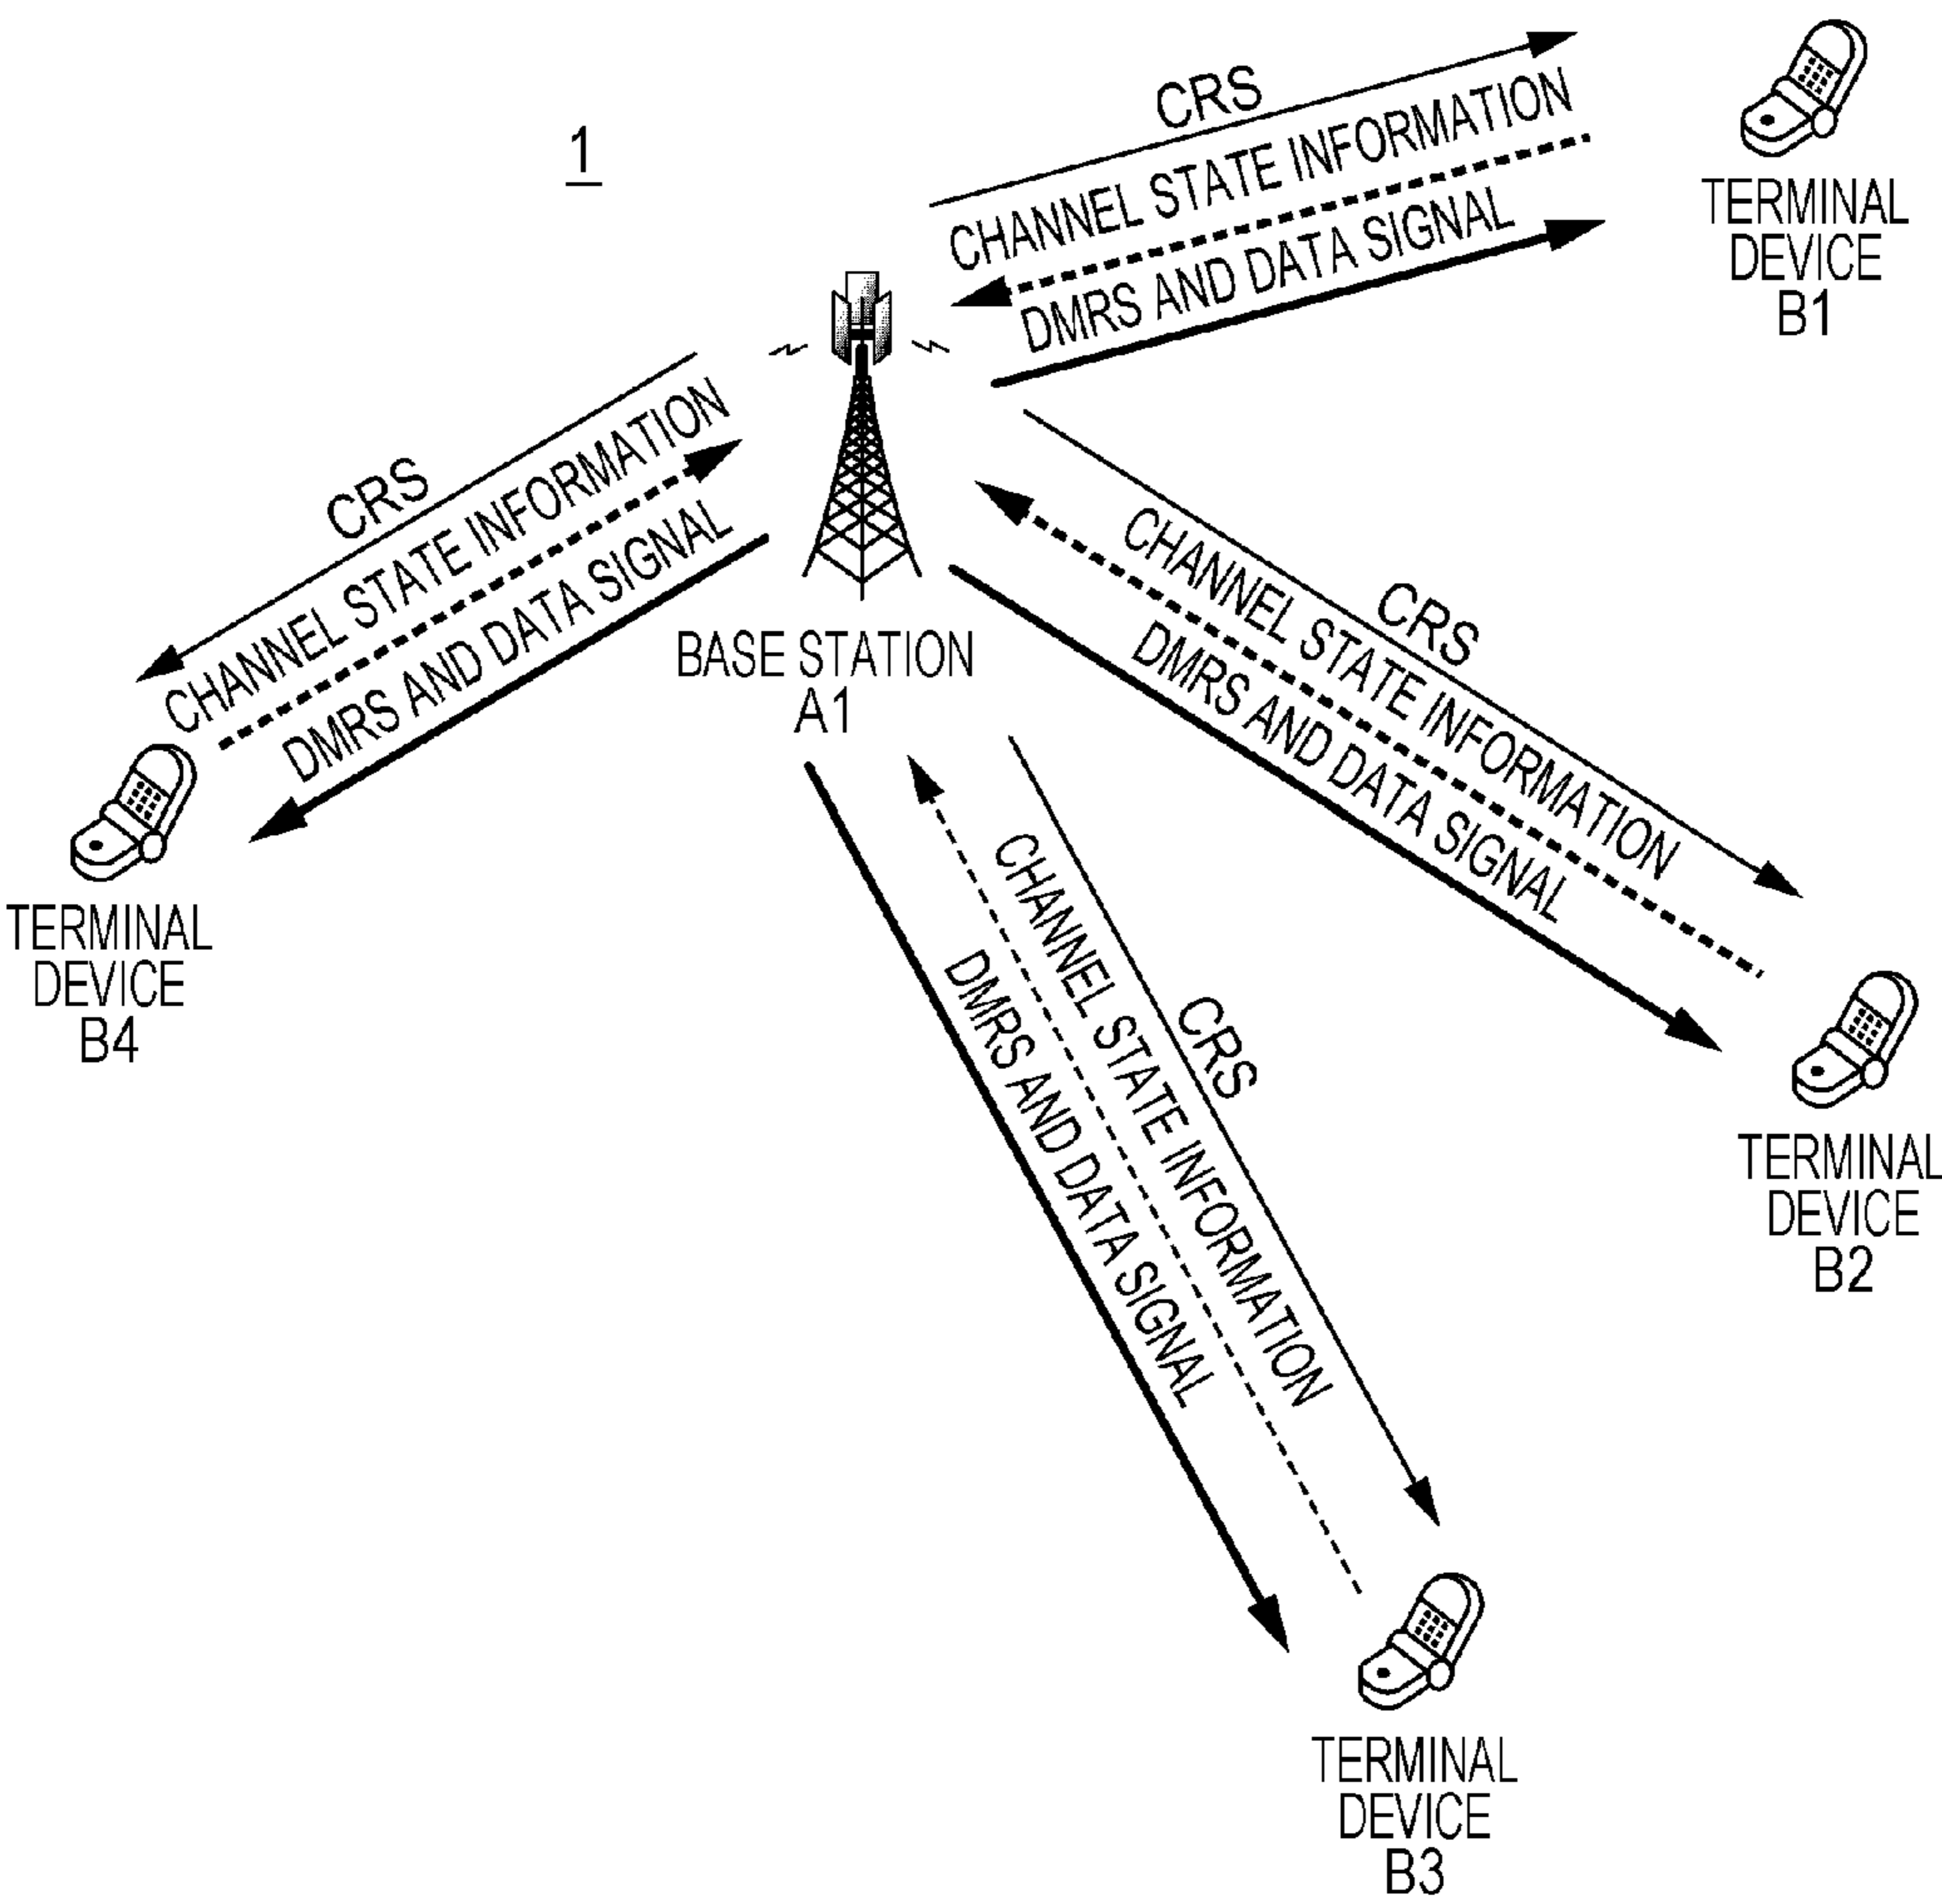 1
CRS
CHANNEL STATE INFORMATION
DMRS AND DATA SIGNAL
TERMINAL
DEVICE
B1
CRS
CHANNEL STATE INFORMATION
DMRS AND DATA SIGNAL
BASE STATION
A1
CRS
CHANNEL STATE INFORMATION
DMRS AND DATA SIGNAL
TERMINAL
DEVICE
B4
CRS
CHANNEL STATE INFORMATION
DMRS AND DATA SIGNAL
TERMINAL
DEVICE
B2
TERMINAL
DEVICE
B3